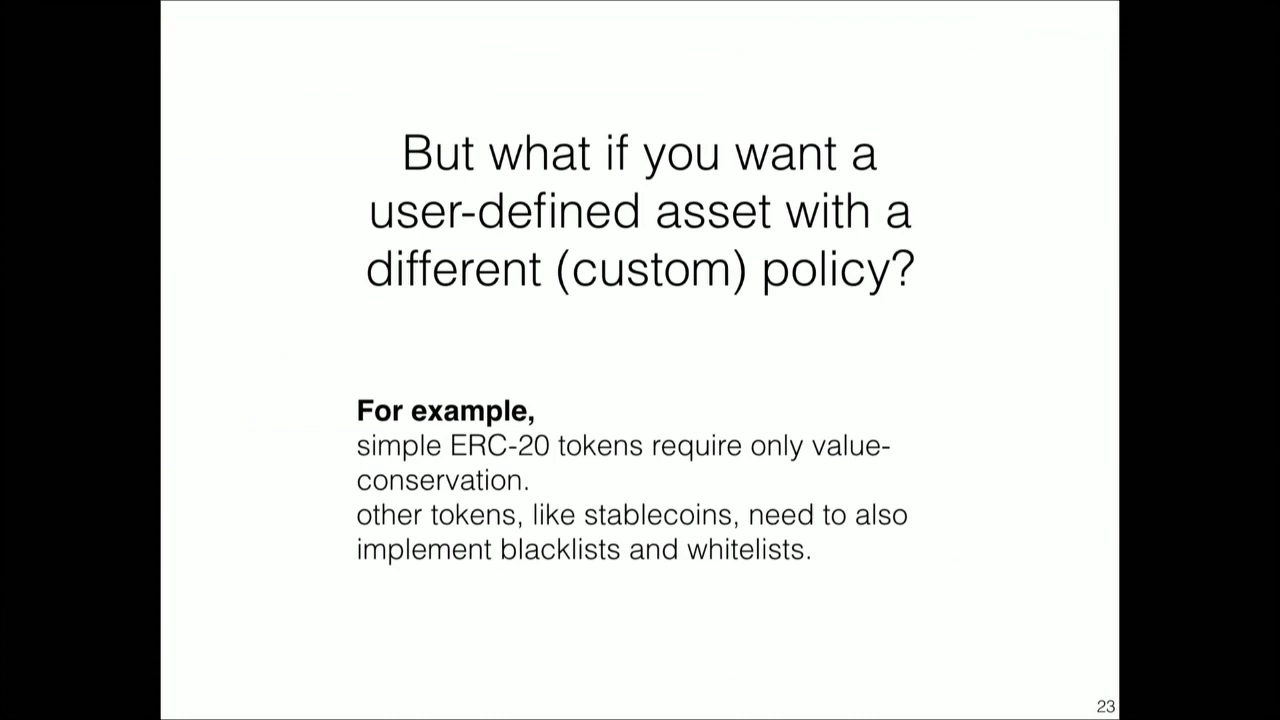 But what if you want a
user-defined asset with a
different (custom) policy?
For example,
simple ERC-20 tokens require only value-
conservation.
other tokens, like stablecoins, need to also
implement blacklists and whitelists.
23